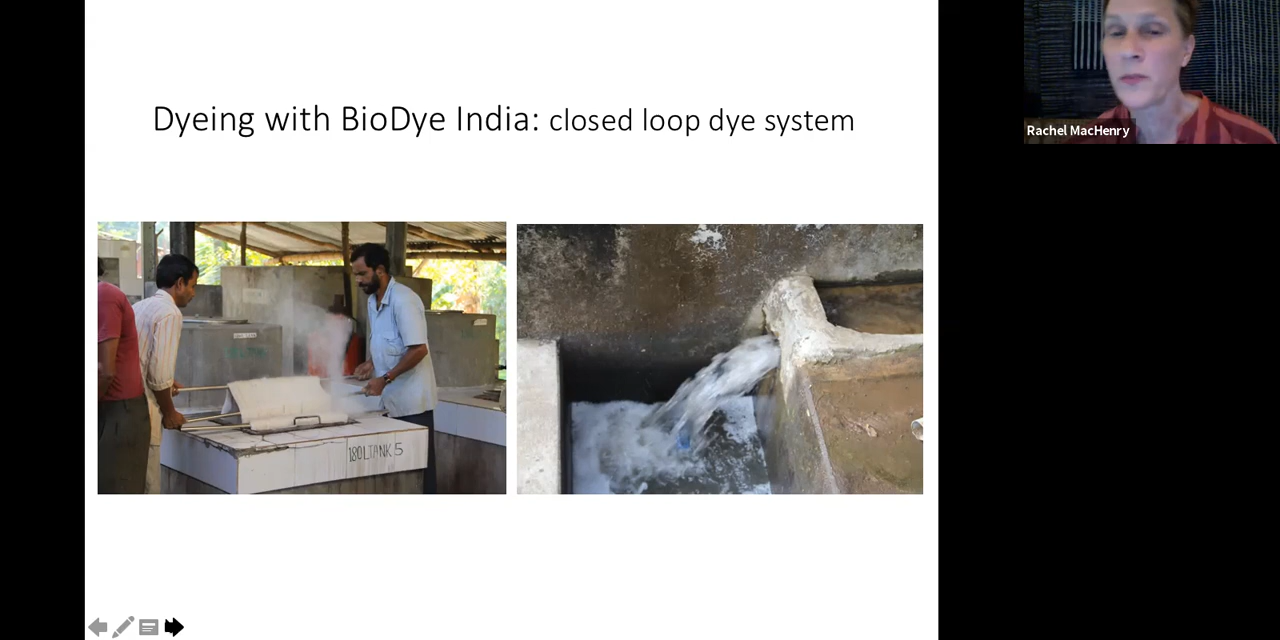 Dyeing with BioDye India: closed loop dye system
Rachel MacHenry
180L TANK 5